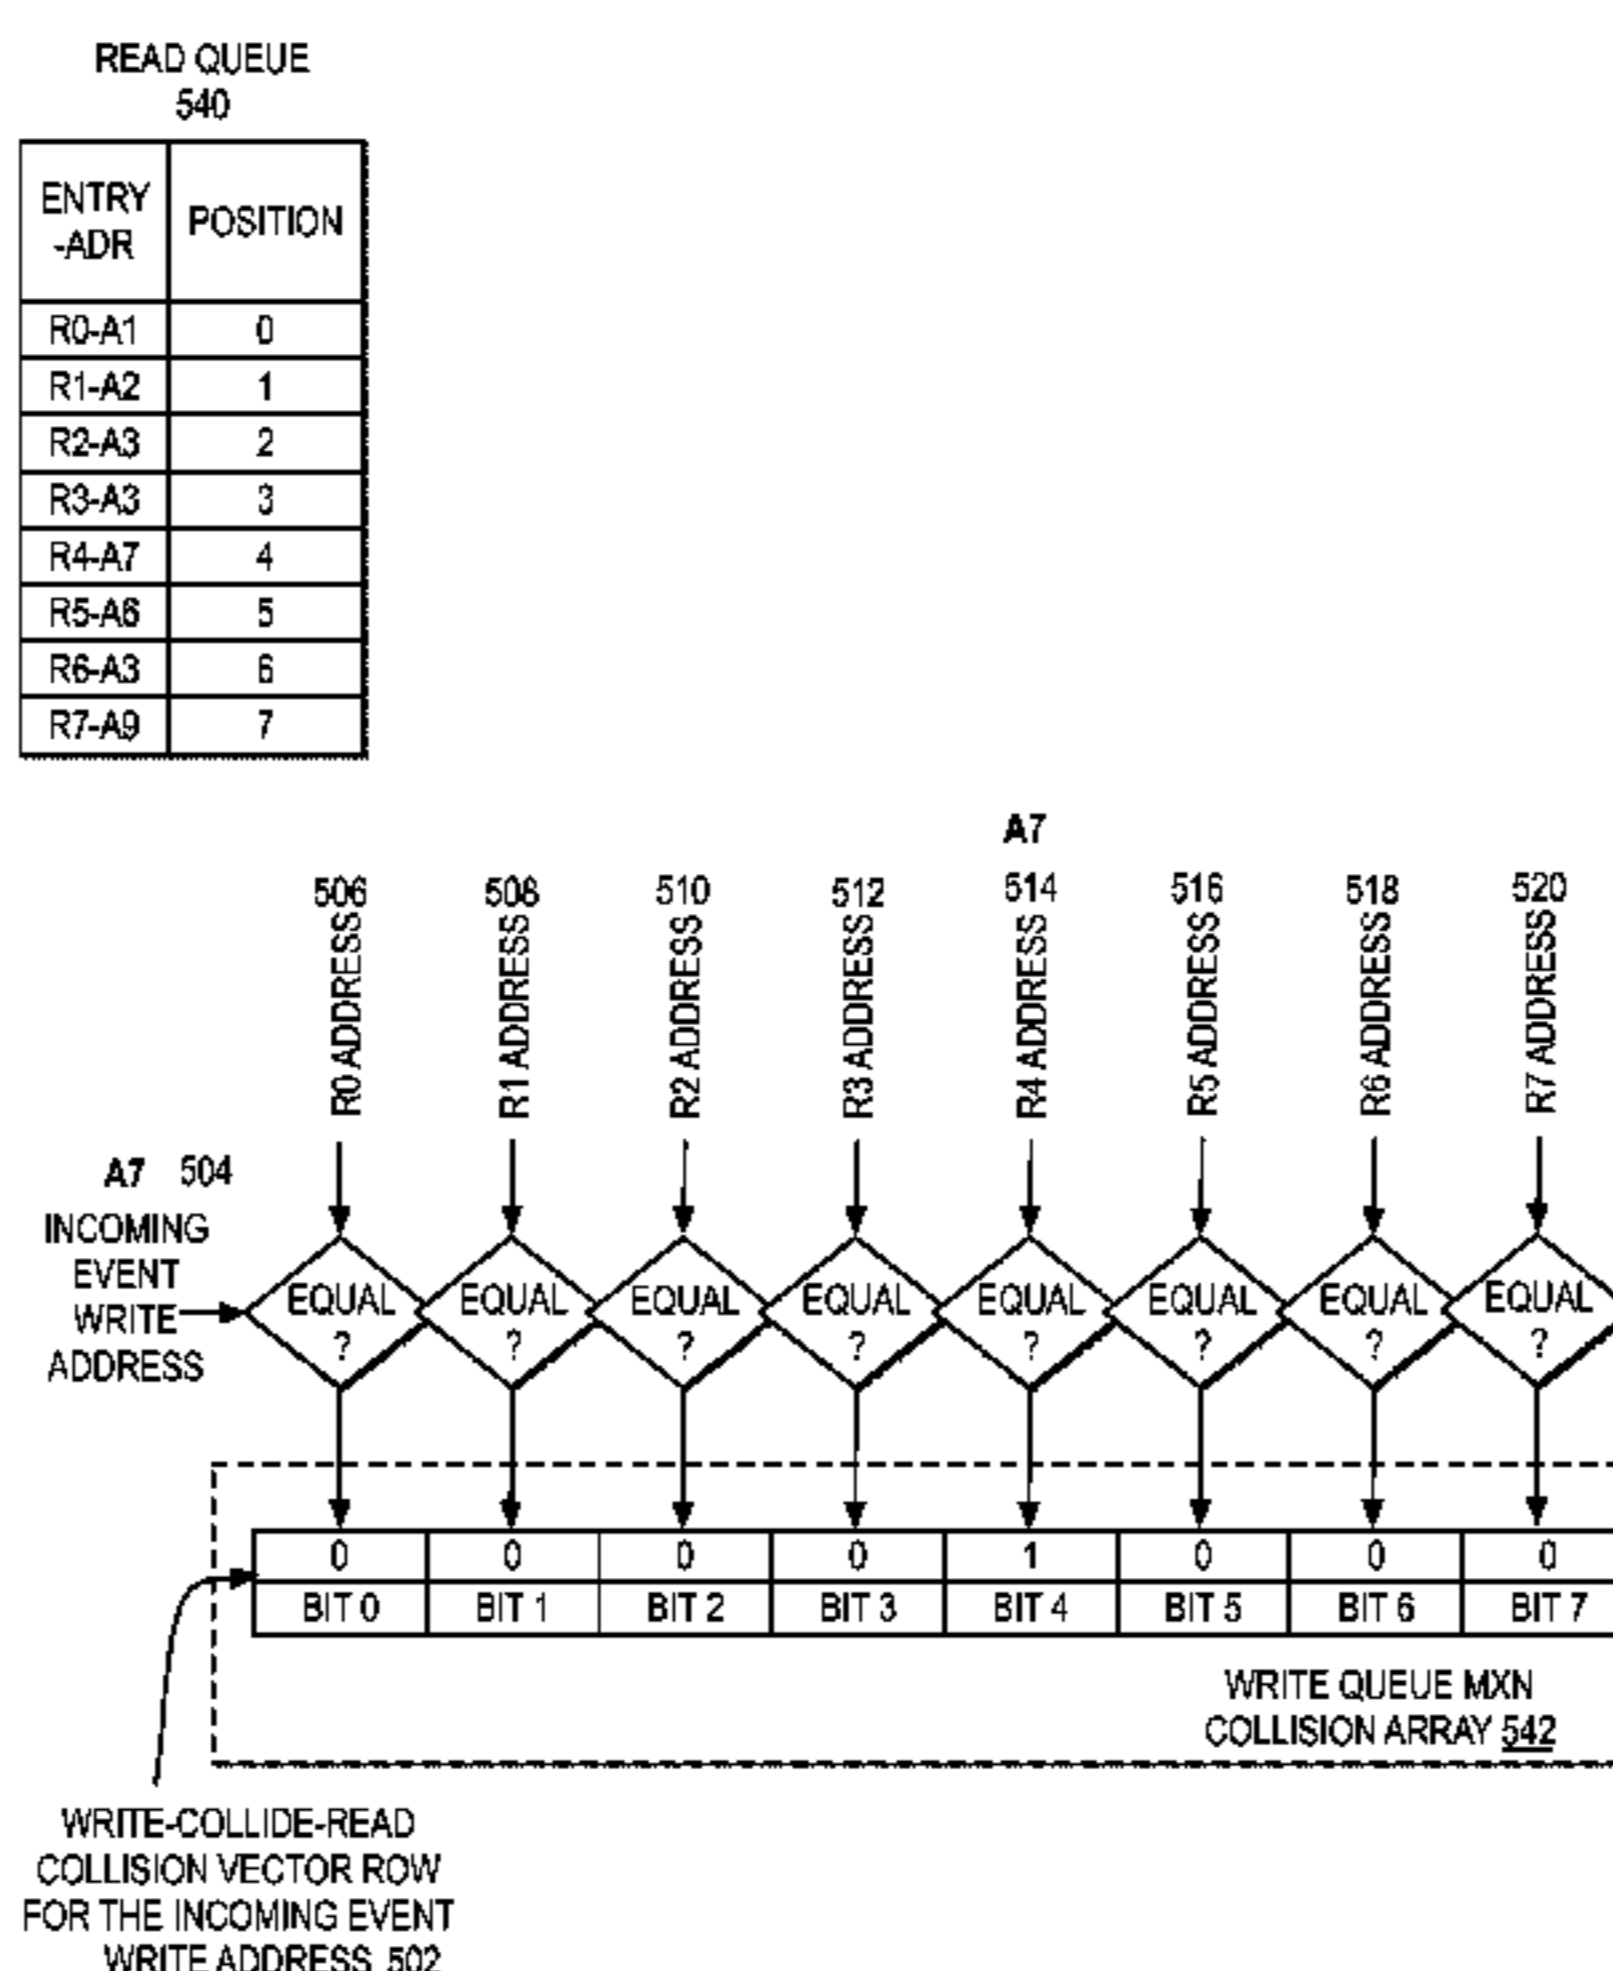 READ QUEUE
540
ENTRY
-ADR
POSITION
R0-A1 0
R1-A2 1
R2-A3 2
R3-A3 3
R4-A7 4
R5-A6 5
R6-A3 6
R7-A9 7
A7
506 508 510 512 514 516 518 520
R0 ADDRESS R1 ADDRESS R2 ADDRESS R3 ADDRESS R4 ADDRESS R5 ADDRESS R6 ADDRESS R7 ADDRESS
A7 504
INCOMING
EVENT
WRITE
ADDRESS
EQUAL EQUAL EQUAL EQUAL EQUAL EQUAL EQUAL EQUAL
? ? ? ? ? ? ? ?
0 0 0 0 1 0 0 0
BIT 0 BIT 1 BIT 2 BIT 3 BIT 4 BIT 5 BIT 6 BIT 7
WRITE QUEUE MXN
COLLISION ARRAY 542
WRITE-COLLIDE-READ
COLLISION VECTOR ROW
FOR THE INCOMING EVENT
WRITE ADDRESS 502